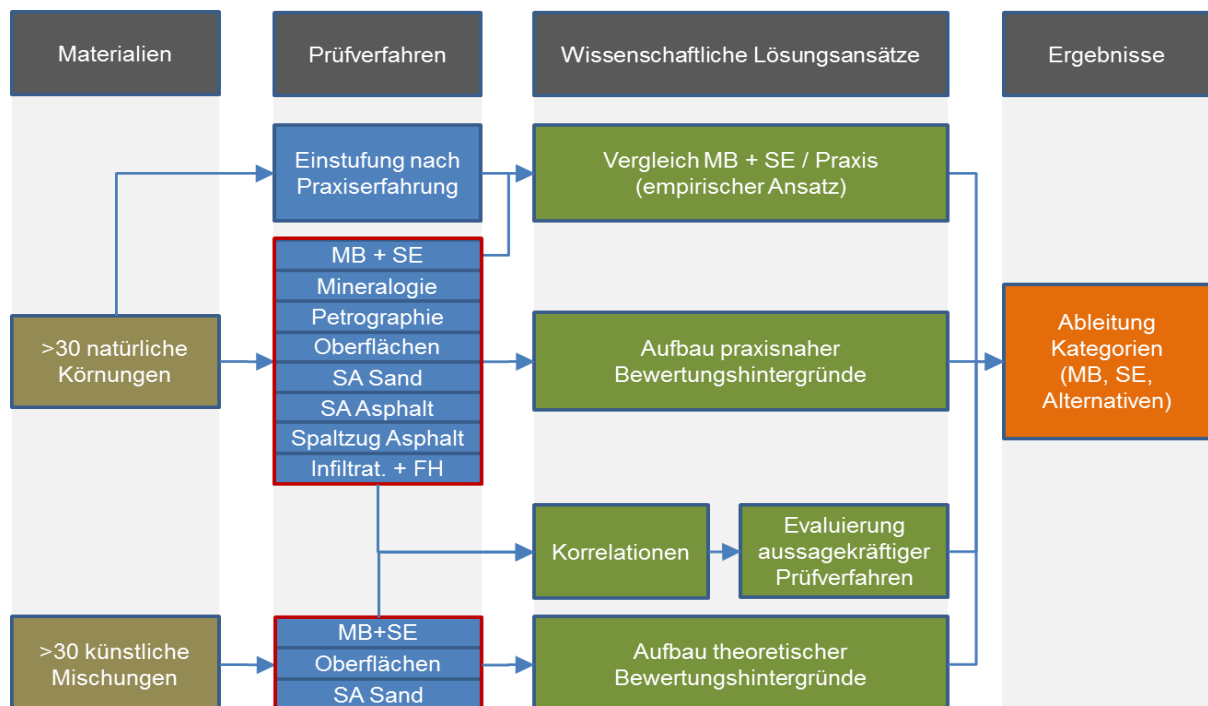 Materialien
Prüfverfahren
Wissenschaftliche Lösungsansätze
Ergebnisse
Einstufung nach
Praxiserfahrung
Vergleich MB + SE / Praxis
(empirischer Ansatz)
MB + SE
Mineralogie
Petrographie
Oberflächen
SA Sand
SA Asphalt
Spaltzug Asphalt
Infiltrat. + FH
>30 natürliche
Körnungen
Aufbau praxisnaher
Bewertungshintergründe
Ableitung
Kategorien
(MB, SE,
Alternativen)
Korrelationen
Evaluierung
aussagekräftiger
Prüfverfahren
>30 künstliche
Mischungen
MB+SE
Oberflächen
SA Sand
Aufbau theoretischer
Bewertungshintergründe